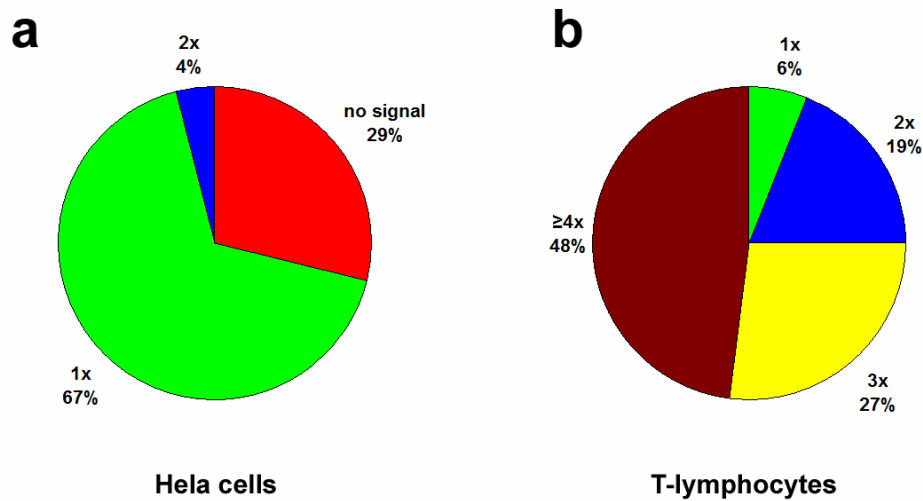 a
2x
4%
no signal
29%
1x
67%
Hela cells
b
1x
6%
2x
19%
≥4x
48%
3x
27%
T-lymphocytes